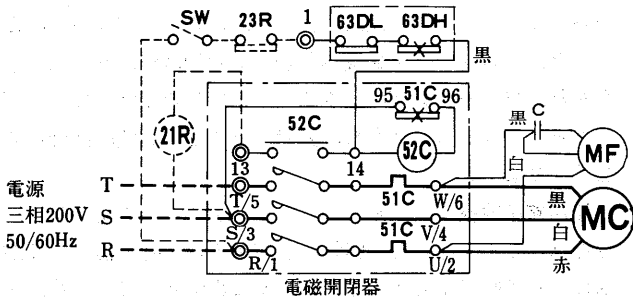 SW
23R
1
63DL
63DH
黒
51C
95
96
52C
52C
21R
13
14
C
黒
白
MF
電源
三相200V
50/60Hz
T
S
R
T/5
S/3
R/1
51C
51C
W/6
V/4
U/2
黒
白
赤
MC
電磁開閉器